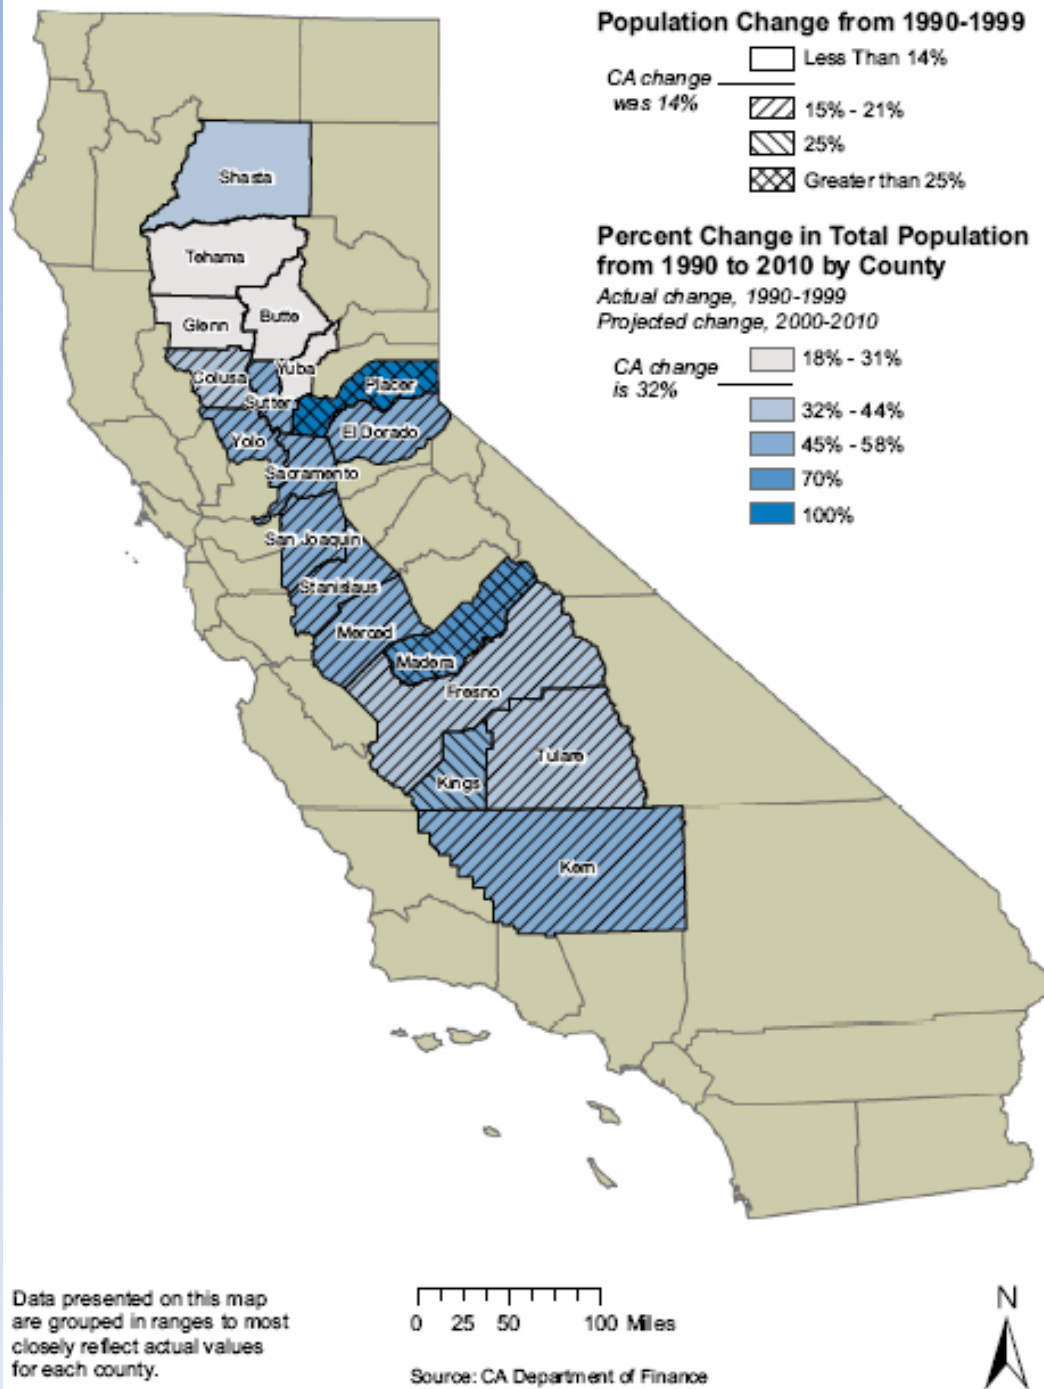 Population Change from 1990-1999
Less Than 14%
CA change
was 14%
15% - 21%
25%
Greater than 25%
Percent Change in Total Population
from 1990 to 2010 by County
Actual change, 1990-1999
Projected change, 2000-2010
18% - 31%
CA change
is 32%
32% - 44%
45% - 58%
70%
100%
Shasta
Tehama
Glenn
Butte
Colusa
Yuba
Placer
Sutter
El Dorado
Yolo
Sacramento
San Joaquin
Stanislaus
Merced
Madera
Fresno
Tulare
Kings
Kern
Data presented on this map
are grouped in ranges to most
closely reflect actual values
for each county.
0 25 50 100 Miles
Source: CA Department of Finance
N